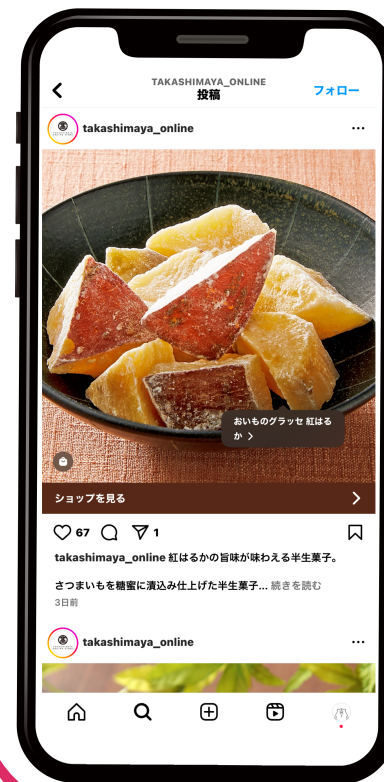 TAKASHIMAYA_ONLINE
投稿
フォロー
takashimaya_online
おいものグラッセ 紅はる
か
ショップを見る
67 1
takashimaya_online 紅はるかの旨味が味わえる半生菓子。
さつまいもを糖蜜に漬込み仕上げた半生菓子... 続きを読む
3日前
takashimaya_online